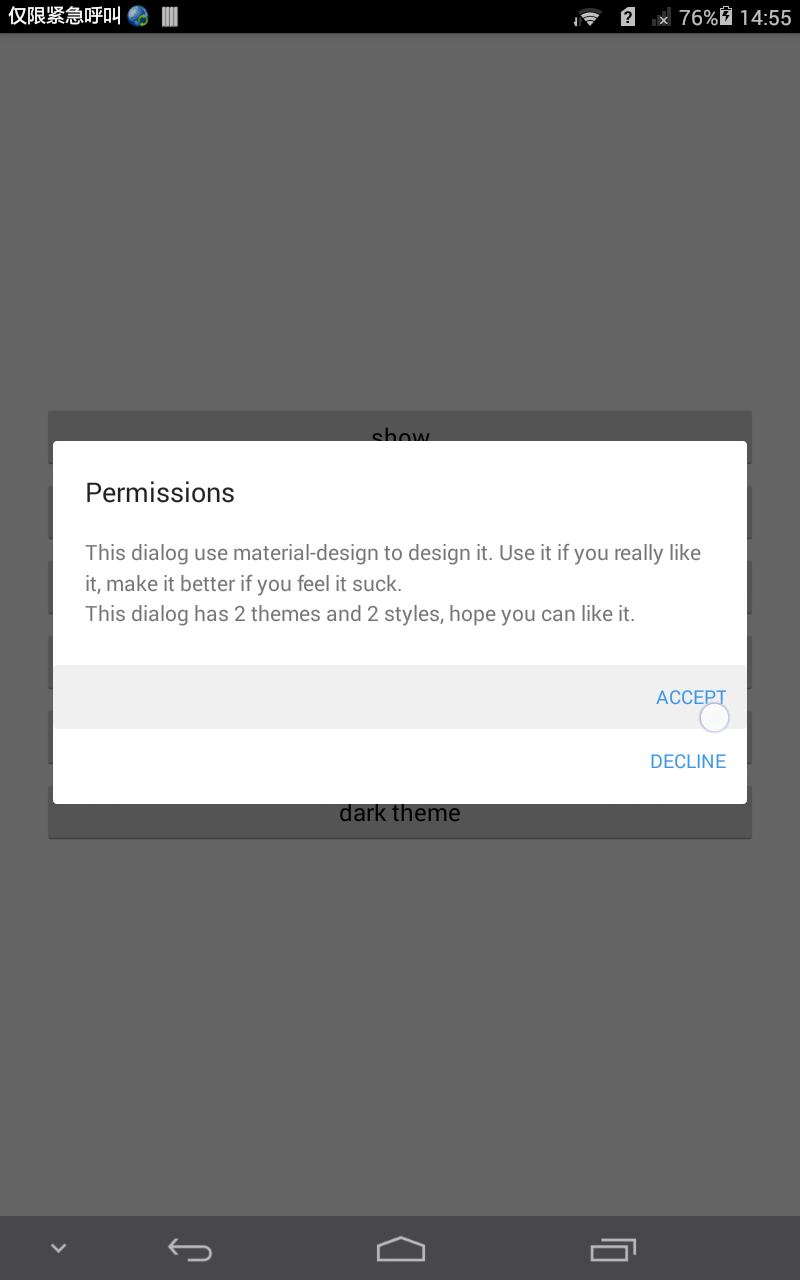 仅限紧急呼叫 76% 14:55
show
Permissions
This dialog use material-design to design it. Use it if you really like
it, make it better if you feel it suck.
This dialog has 2 themes and 2 styles, hope you can like it.
ACCEPT
DECLINE
dark theme